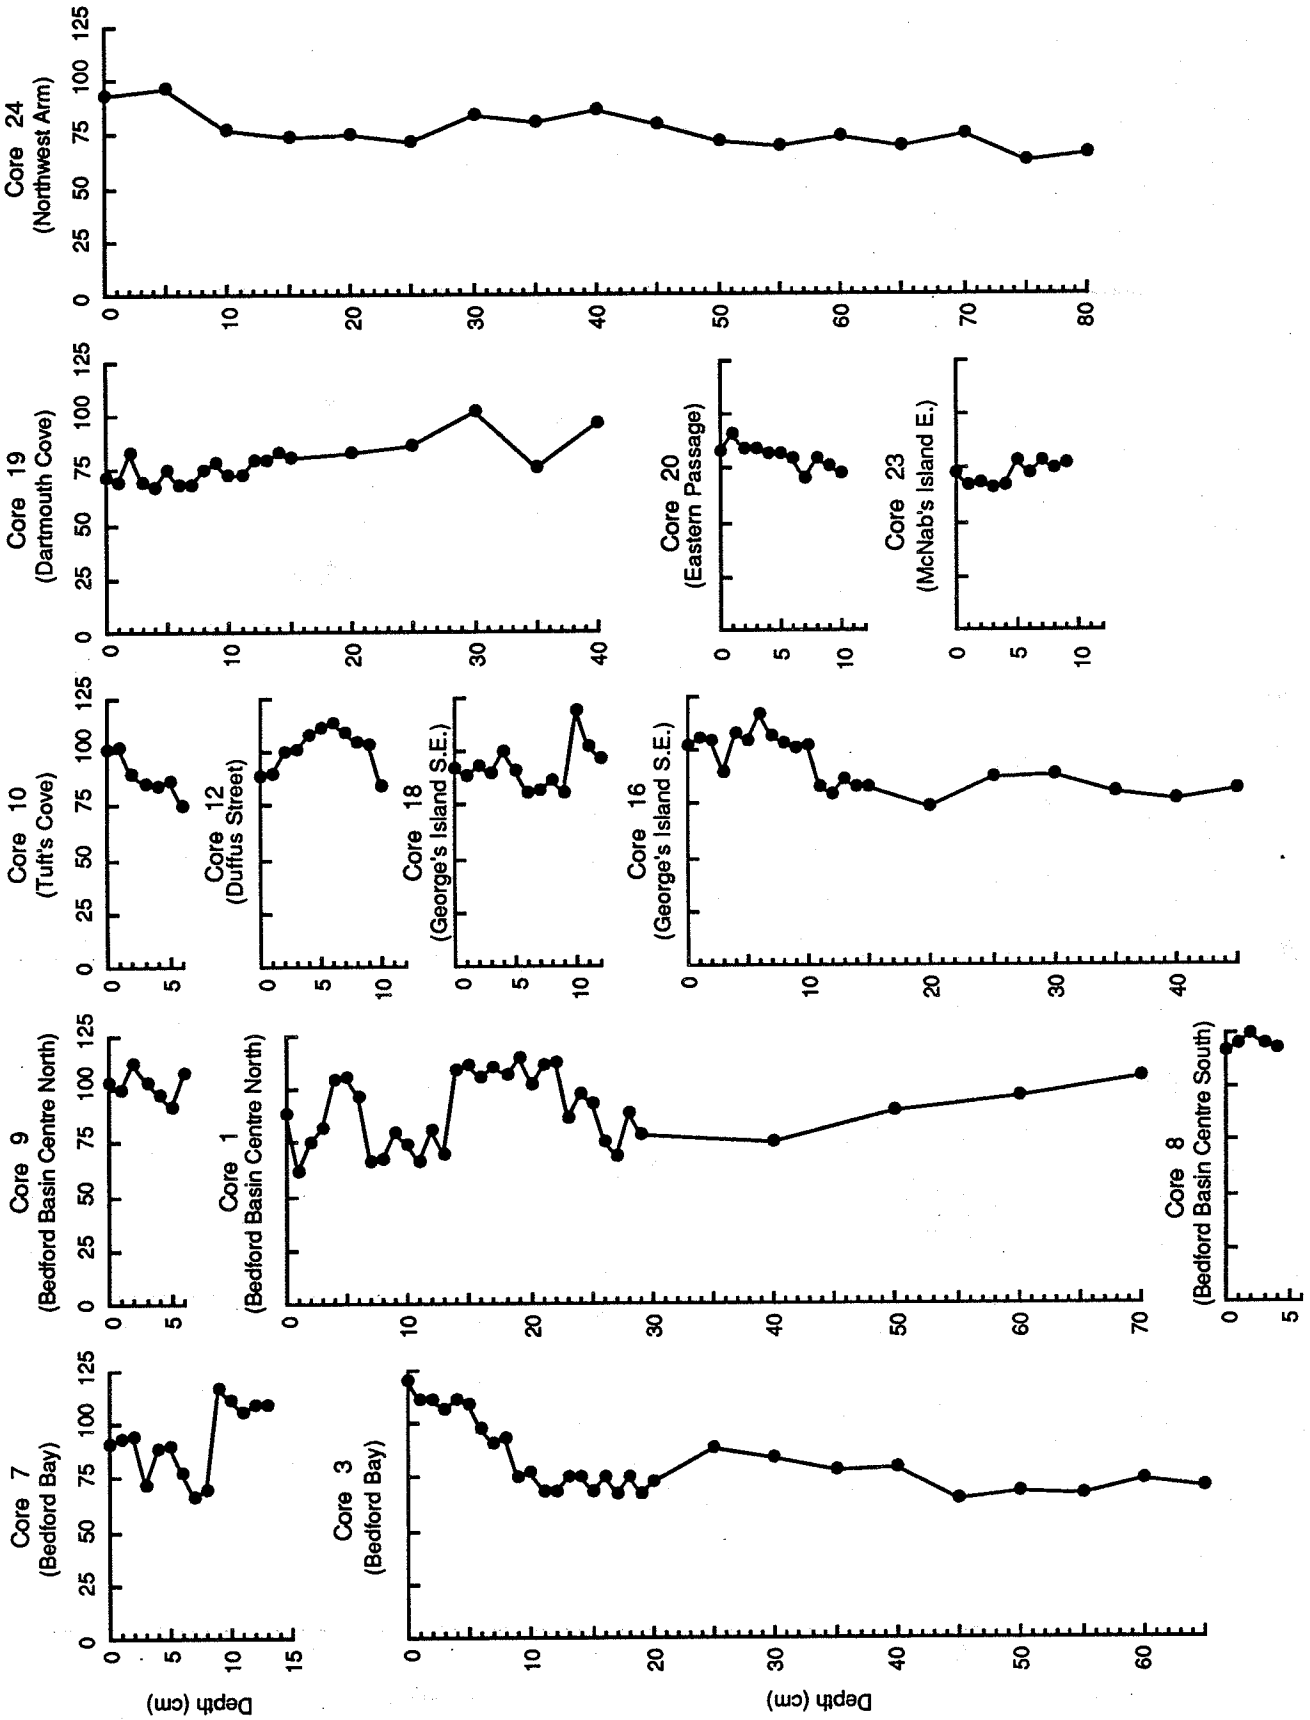 Core 7
(Bedford Bay)
0 25 50 75 100 125
0
5
10
15
Depth (cm)
Core 3
(Bedford Bay)
0
10
20
30
40
50
60
Depth (cm)
Core 9
(Bedford Basin Centre North)
0 25 50 75 100 125
0
5
Core 1
(Bedford Basin Centre North)
0
10
20
30
40
50
60
70
Core 8
(Bedford Basin Centre South)
0
5
Core 10
(Tuft's Cove)
0 25 50 75 100 125
0
5
Core 12
(Duffus Street)
0
5
10
Core 18
(George's Island S.E.)
0
5
10
Core 16
(George's Island S.E.)
0
10
20
30
40
Core 19
(Dartmouth Cove)
0 25 50 75 100 125
0
10
20
30
40
Core 20
(Eastern Passage)
0
5
10
Core 23
(McNab's Island E.)
0
5
10
Core 24
(Northwest Arm)
0 25 50 75 100 125
0
10
20
30
40
50
60
70
80